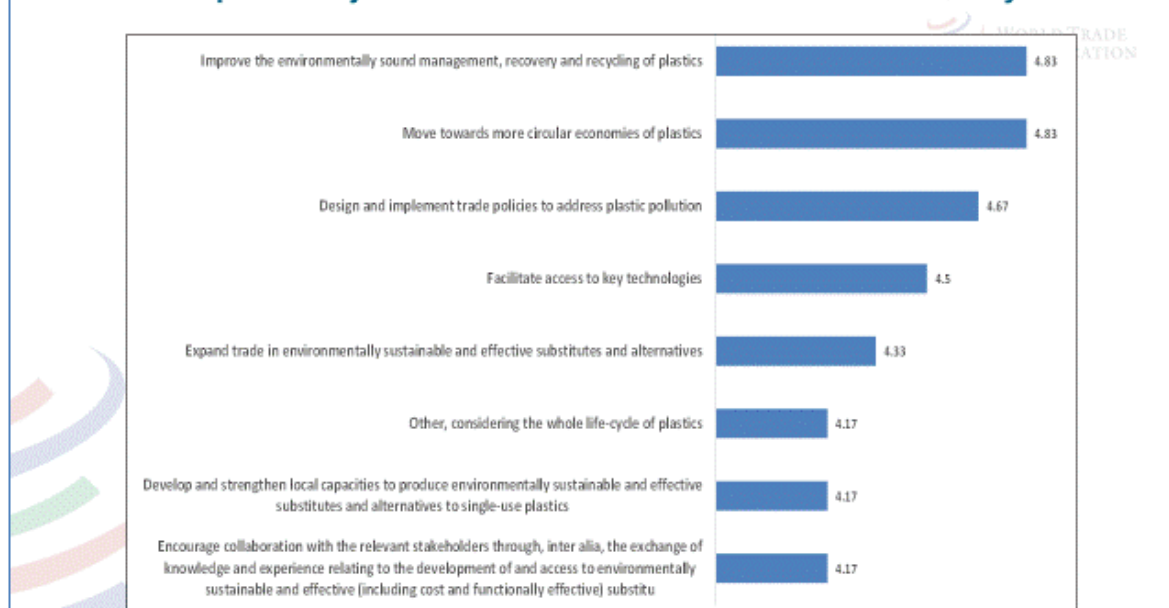 Improve the environmentally sound management, recovery and recycling of plastics
4.83
Move towards more circular economies of plastics
4.83
Design and implement trade policies to address plastic pollution
4.67
Facilitate access to key technologies
4.5
Expand trade in environmentally sustainable and effective substitutes and alternatives
4.33
Other, considering the whole life-cycle of plastics
4.17
Develop and strengthen local capacities to produce environmentally sustainable and effective
substitutes and alternatives to single-use plastics
4.17
Encourage collaboration with the relevant stakeholders through, inter alia, the exchange of
knowledge and experience relating to the development of and access to environmentally
sustainable and effective (including cost and functionally effective) substitu
4.17
WORLD TRADE